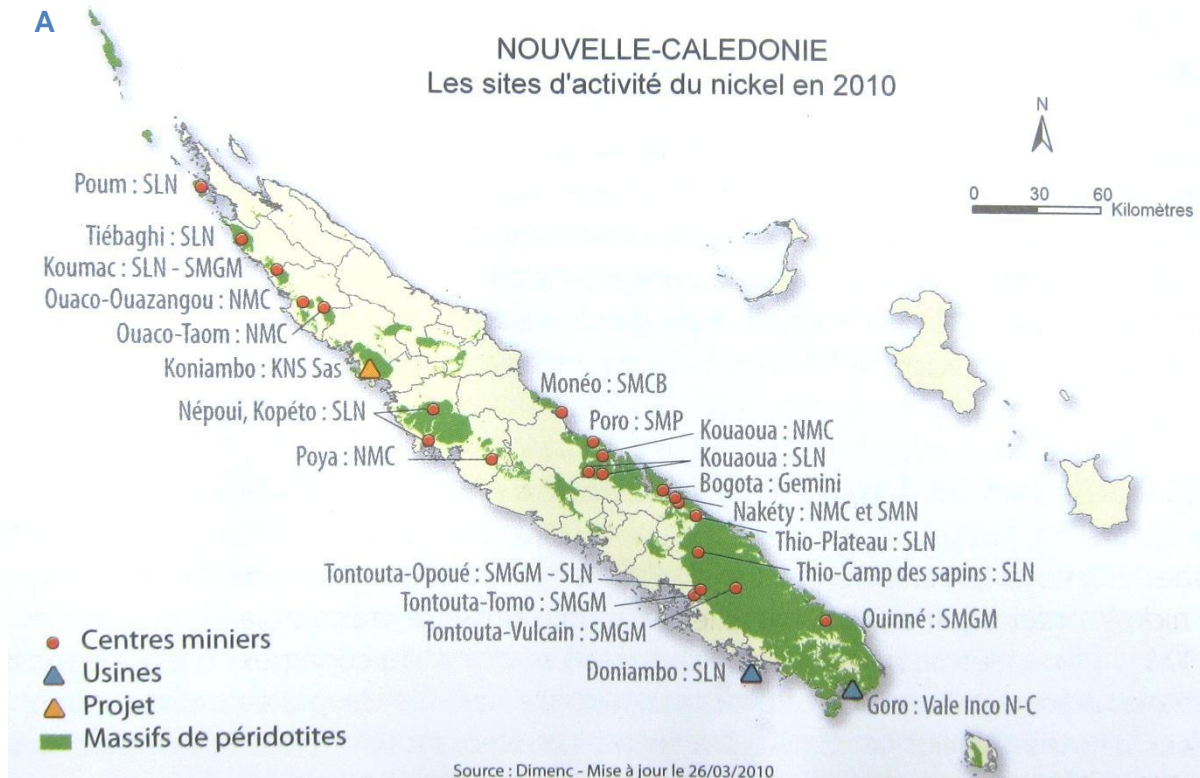 A
NOUVELLE-CALEDONIE
Les sites d'activité du nickel en 2010
N
0 30 60 Kilomètres
Poum : SLN
Tiébaghi : SLN
Koumac : SLN - SMGM
Ouaco-Ouazangou : NMC
Ouaco-Taom : NMC
Koniambo : KNS Sas
Népoui, Kopéto : SLN
Poya : NMC
Monéo : SMCB
Poro : SMP
Kouaoua : NMC
Kouaoua : SLN
Bogota : Gemini
Nakéty : NMC et SMN
Thio-Plateau : SLN
Thio-Camp des sapins : SLN
Tontouta-Opoué : SMGM - SLN
Tontouta-Tomo : SMGM
Tontouta-Vulcain : SMGM
Ouinné : SMGM
Doniambo : SLN
Goro : Vale Inco N-C
Centres miniers
Usines
Projet
Massifs de péridotites
Source : Dimenc - Mise à jour le 26/03/2010